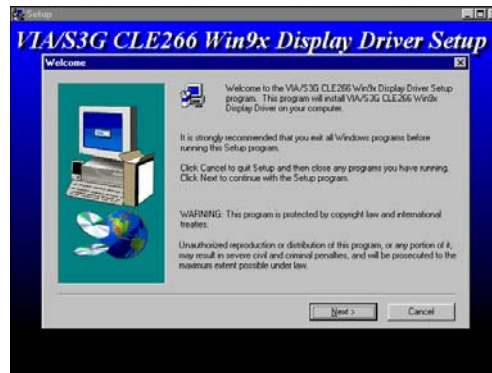 Setup
VIA/S3G CLE266 Win9x Display Driver Setup
Welcome
Welcome to the VIA/S3G CLE266 Win9x Display Driver Setup
program. This program will install VIA/S3G CLE266 Win9x
Display Driver on your computer.
It is strongly recommended that you exit all Windows programs before
running this Setup program.
Click Cancel to quit Setup and then close any programs you have running.
Click Next to continue with the Setup program.
WARNING: This program is protected by copyright law and international
treaties.
Unauthorized reproduction or distribution of this program, or any portion of it,
may result in severe civil and criminal penalties, and will be prosecuted to the
maximum extent possible under law.
Next >
Cancel